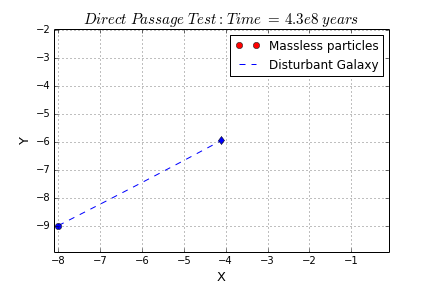 Direct Passage Test : Time = 4.3e8 years
−2
−3
−4
−5
−6
−7
−8
−9
Y
Massless particles
Disturbant Galaxy
−8 −7 −6 −5 −4 −3 −2 −1
X